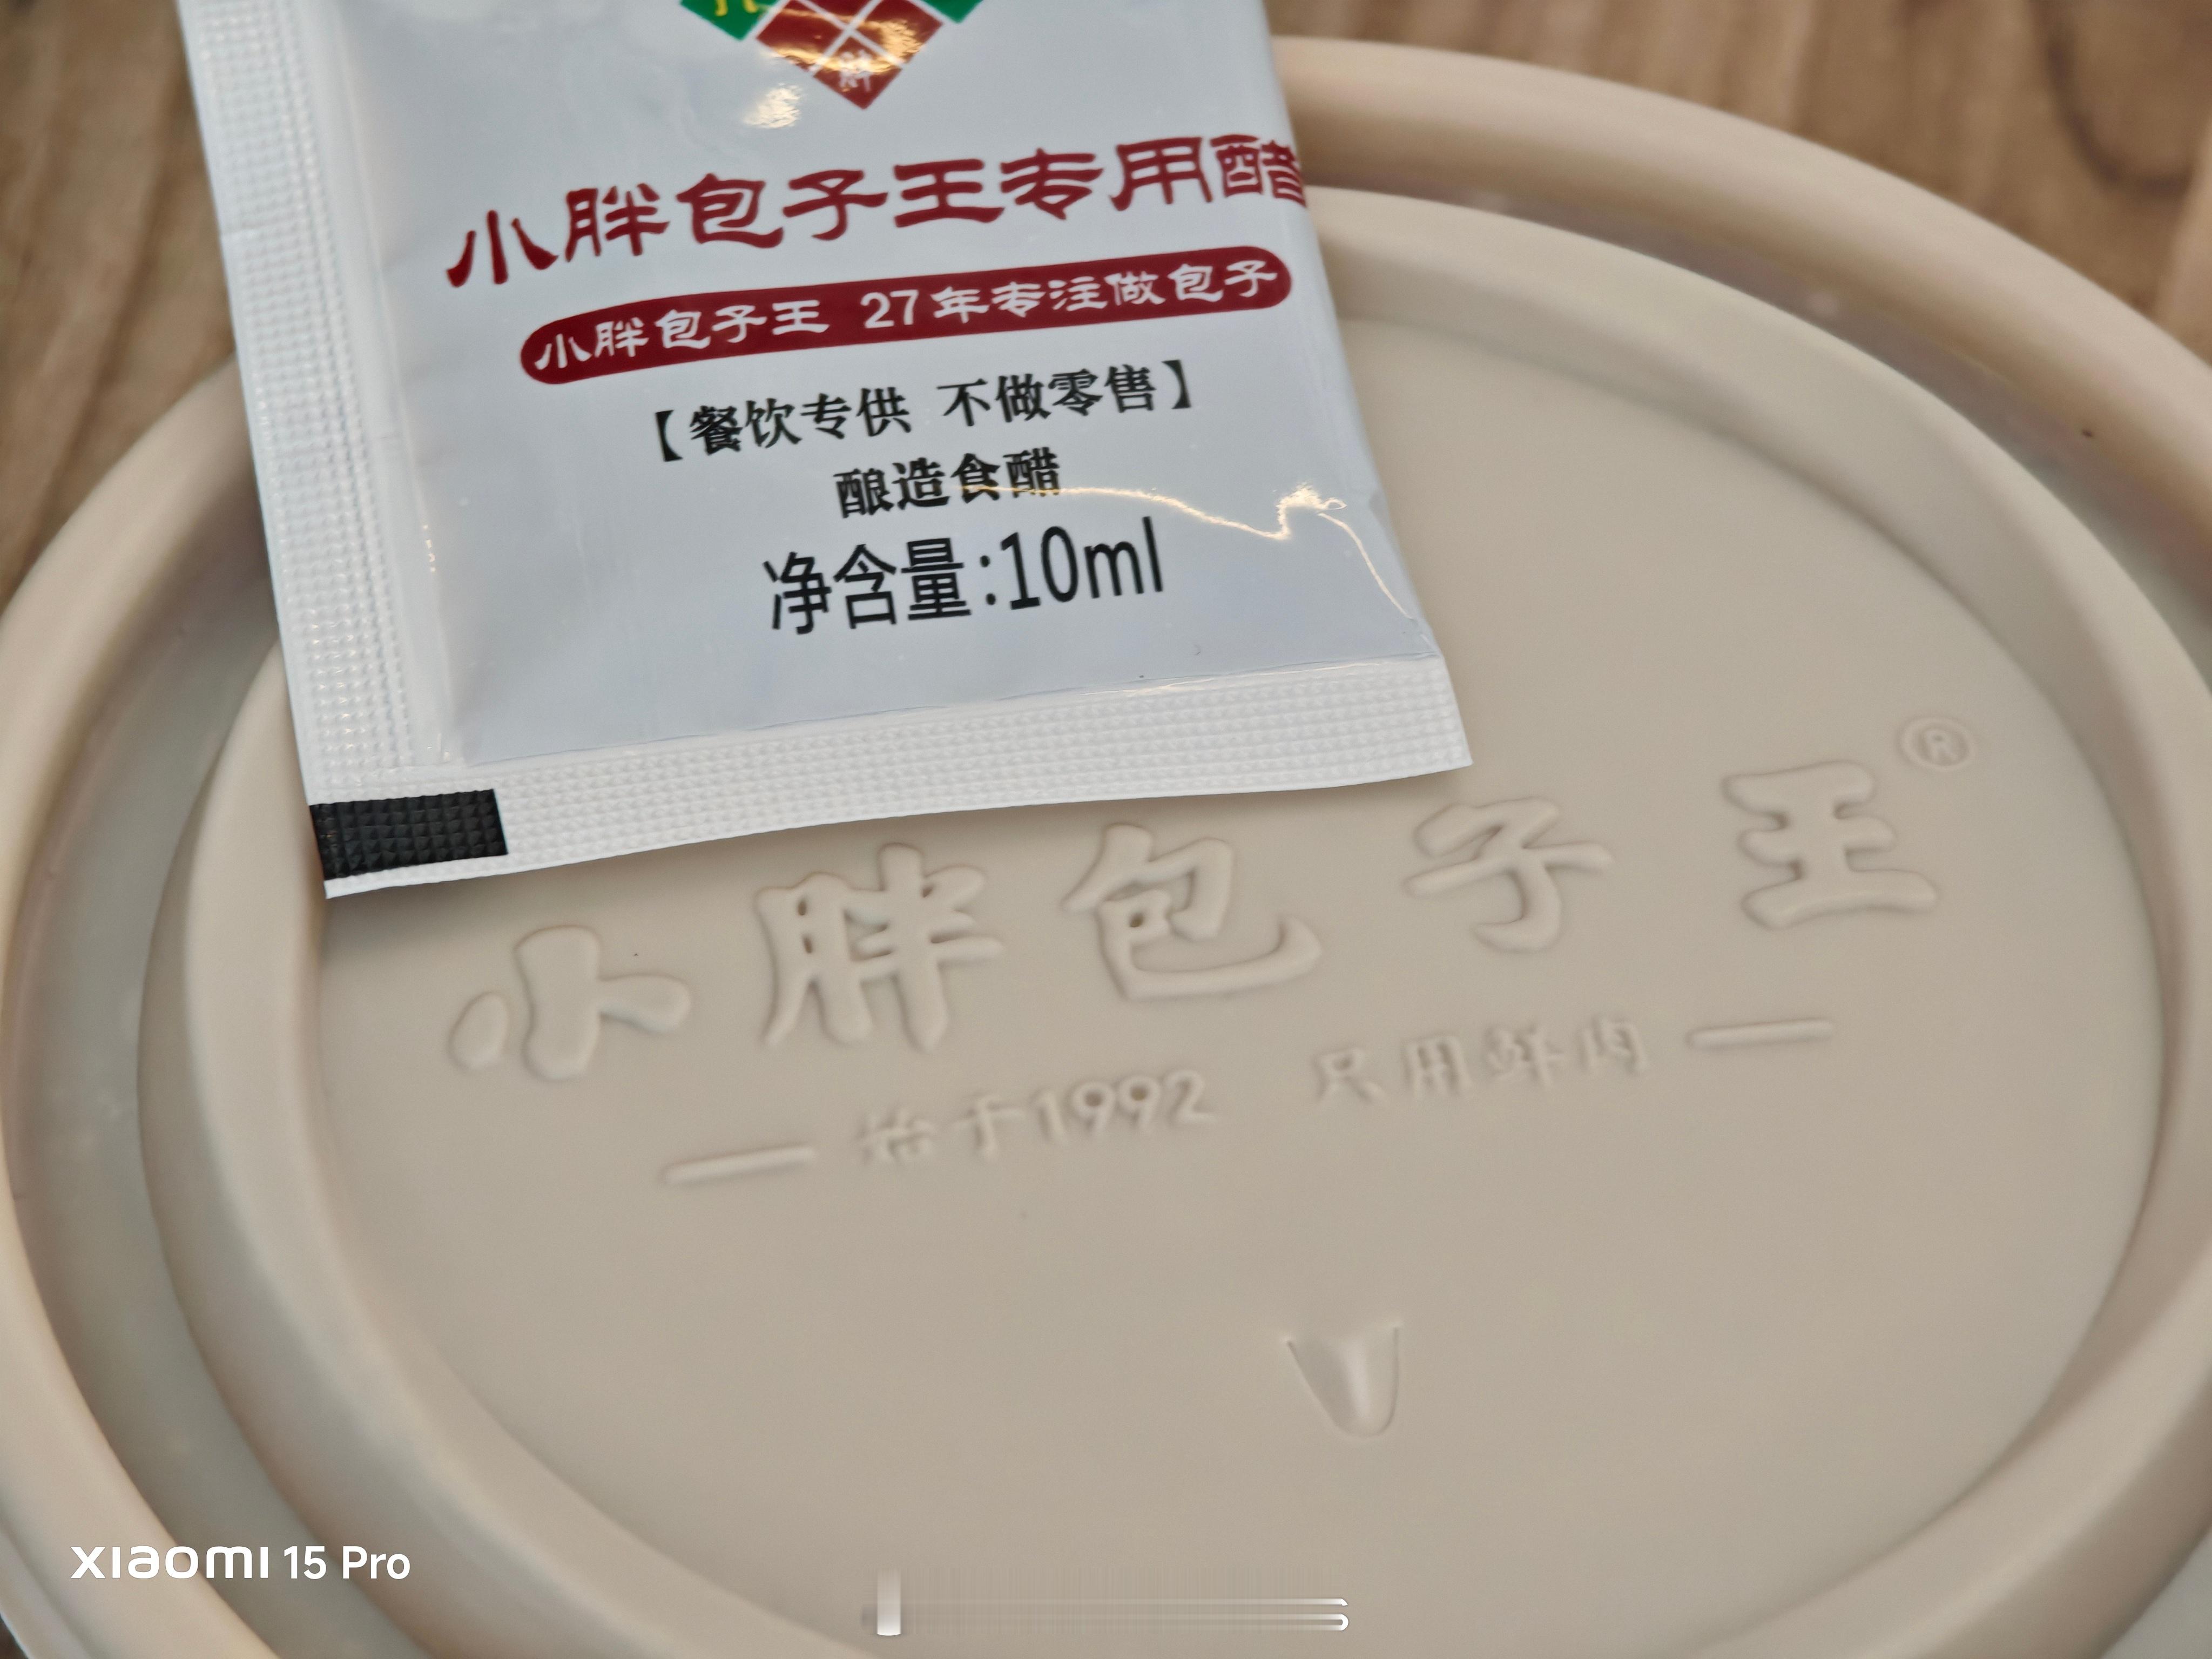 小胖包子王专用醋
小胖包子王 27年专注做包子
【餐饮专供 不做零售】
酿造食醋
净含量:10ml
小胖包子王®
始于1992 只用鲜肉
xiaomi 15 Pro